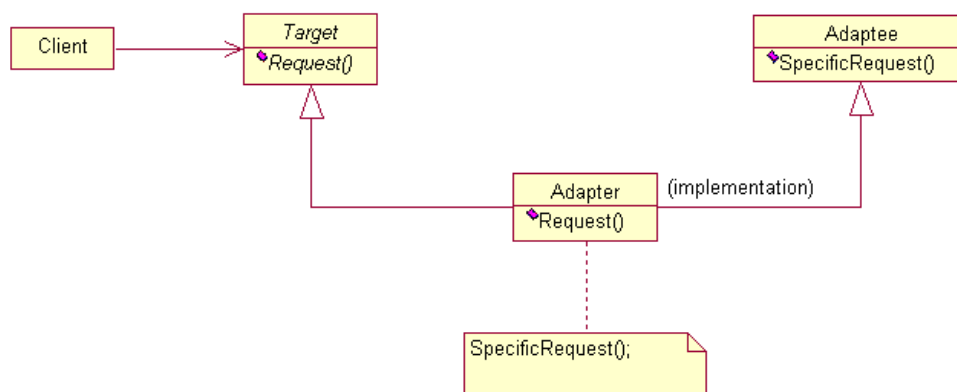 Client
Target
Request()
Adaptee
SpecificRequest()
Adapter
Request()
(implementation)
SpecificRequest();